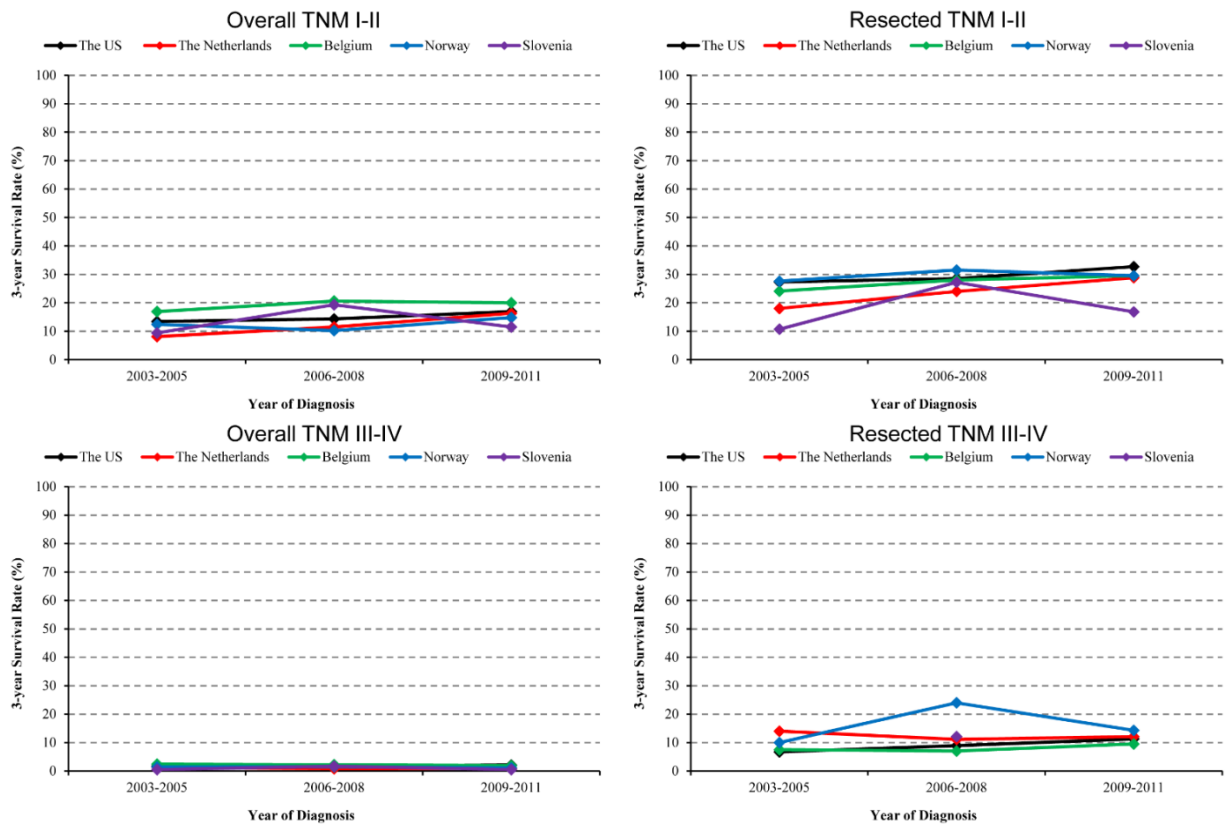 Overall TNM I-II
The US The Netherlands Belgium Norway Slovenia
3-year Survival Rate (%)
100
90
80
70
60
50
40
30
20
10
0
2003-2005 2006-2008 2009-2011
Year of Diagnosis
Resected TNM I-II
The US The Netherlands Belgium Norway Slovenia
3-year Survival Rate (%)
100
90
80
70
60
50
40
30
20
10
0
2003-2005 2006-2008 2009-2011
Year of Diagnosis
Overall TNM III-IV
The US The Netherlands Belgium Norway Slovenia
3-year Survival Rate (%)
100
90
80
70
60
50
40
30
20
10
0
2003-2005 2006-2008 2009-2011
Year of Diagnosis
Resected TNM III-IV
The US The Netherlands Belgium Norway Slovenia
3-year Survival Rate (%)
100
90
80
70
60
50
40
30
20
10
0
2003-2005 2006-2008 2009-2011
Year of Diagnosis